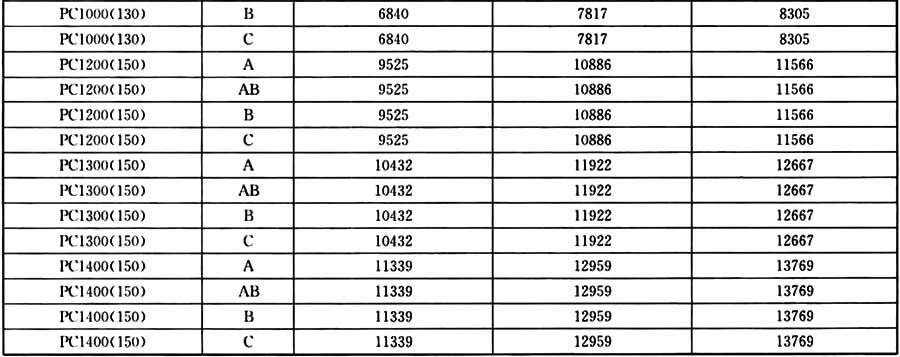 PC1000(130) B 6840 7817 8305
PC1000(130) C 6840 7817 8305
PC1200(150) A 9525 10886 11566
PC1200(150) AB 9525 10886 11566
PC1200(150) B 9525 10886 11566
PC1200(150) C 9525 10886 11566
PC1300(150) A 10432 11922 12667
PC1300(150) AB 10432 11922 12667
PC1300(150) B 10432 11922 12667
PC1300(150) C 10432 11922 12667
PC1400(150) A 11339 12959 13769
PC1400(150) AB 11339 12959 13769
PC1400(150) B 11339 12959 13769
PC1400(150) C 11339 12959 13769